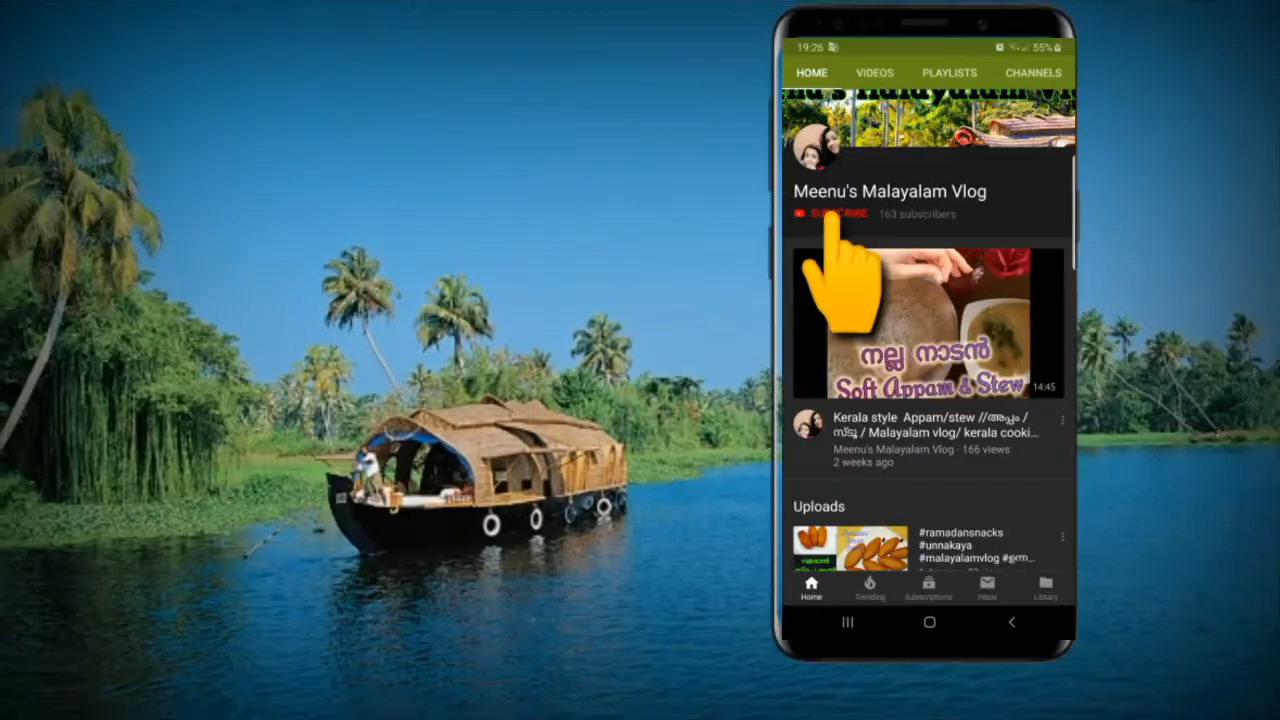 19:26
55%
HOME VIDEOS PLAYLISTS CHANNELS
Meenu's Malayalam Vlog
SUBSCRIBE 163 subscribers
നല്ല നാടൻ
Soft Appam & Stew
14:45
Kerala style Appam/stew //അപ്പം /
സ്ടൂ / Malayalam vlog/ kerala cooki...
Meenu's Malayalam Vlog · 166 views
2 weeks ago
Uploads
#ramadansnacks
#unnakaya
#malayalamvlog #ഉന്ന...
Home Trending Subscriptions Inbox Library